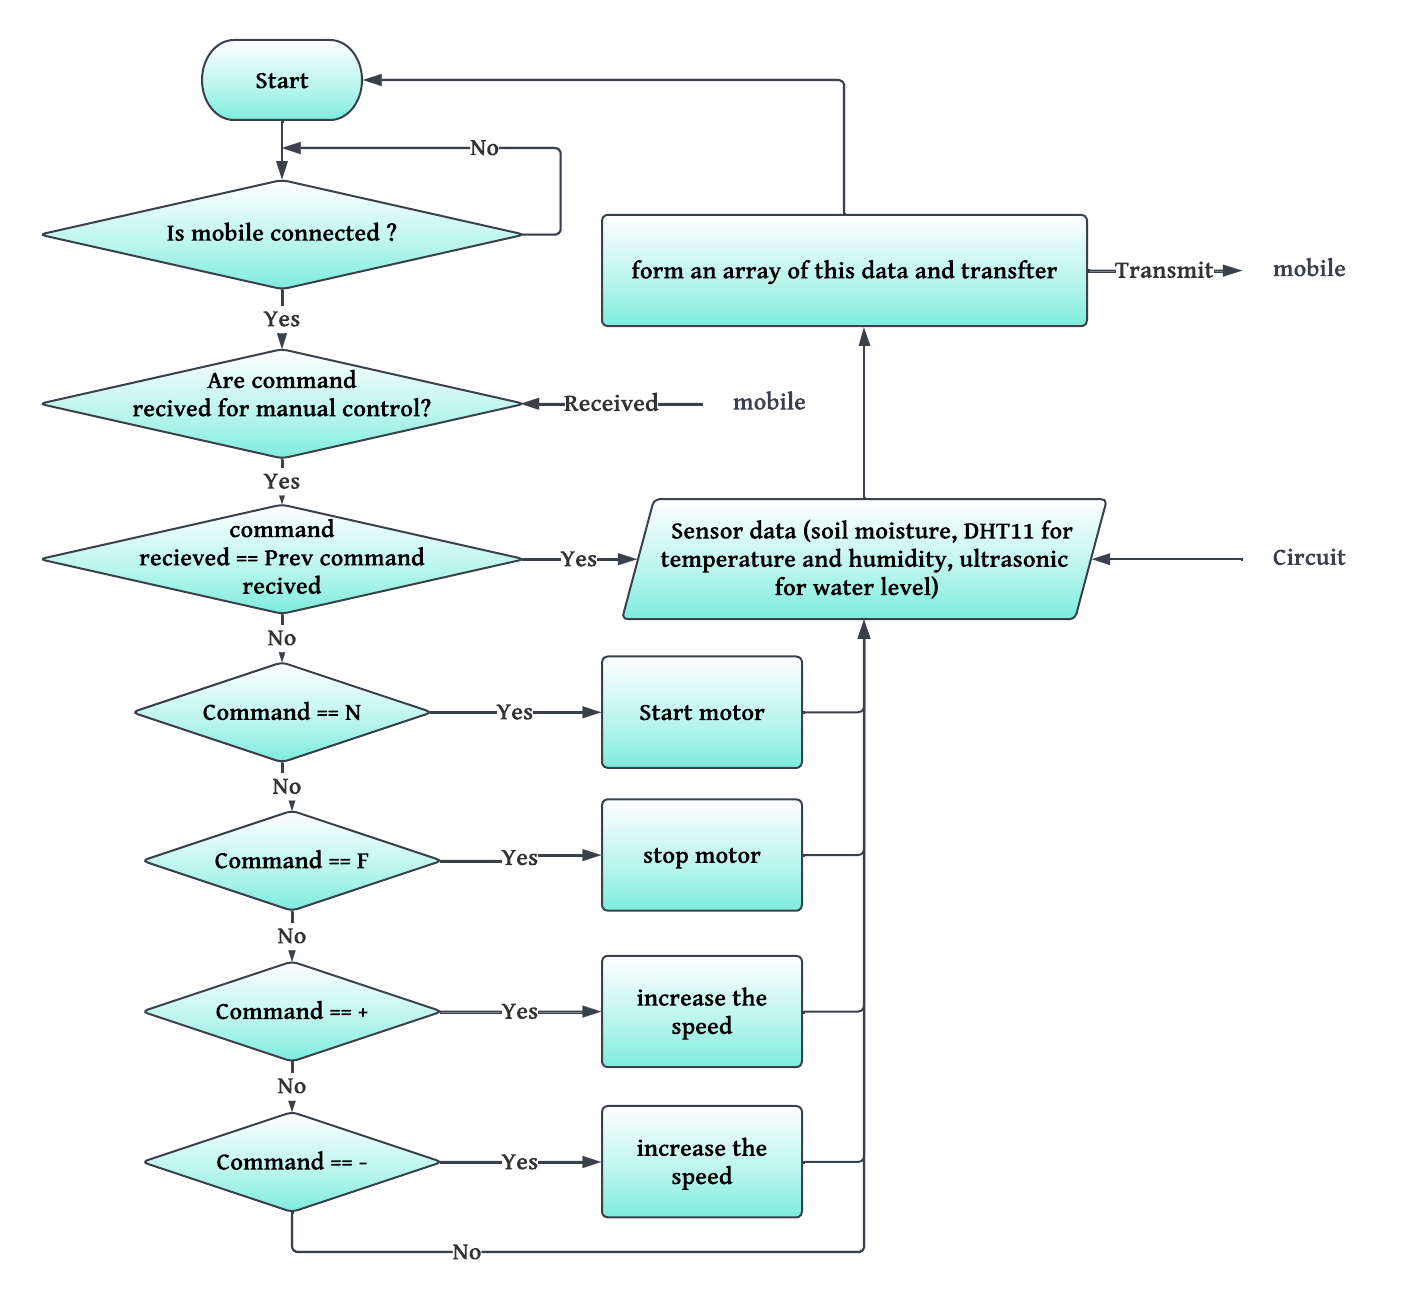 Start
No
Is mobile connected ?
form an array of this data and transfter
Transmit
mobile
Yes
Are command
recived for manual control?
Received
mobile
Yes
command
recieved == Prev command
recived
Yes
Sensor data (soil moisture, DHT11 for
temperature and humidity, ultrasonic
for water level)
Circuit
No
Command == N
Yes
Start motor
No
Command == F
Yes
stop motor
No
Command == +
Yes
increase the
speed
No
Command == -
Yes
increase the
speed
No